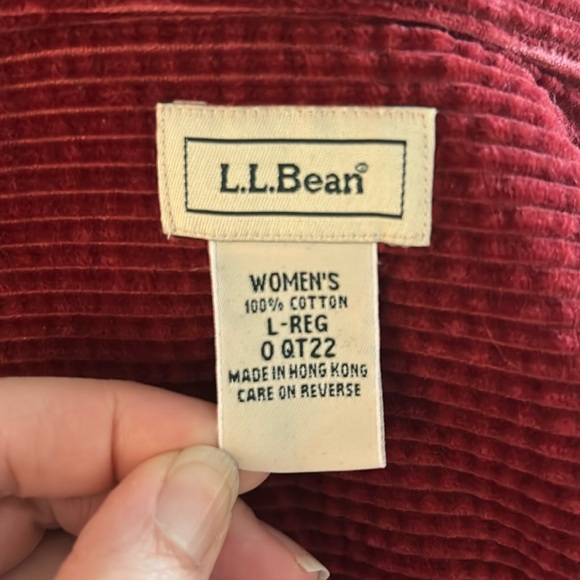 L.L.Bean®
WOMEN'S
100% COTTON
L-REG
0 QT22
MADE IN HONG KONG
CARE ON REVERSE